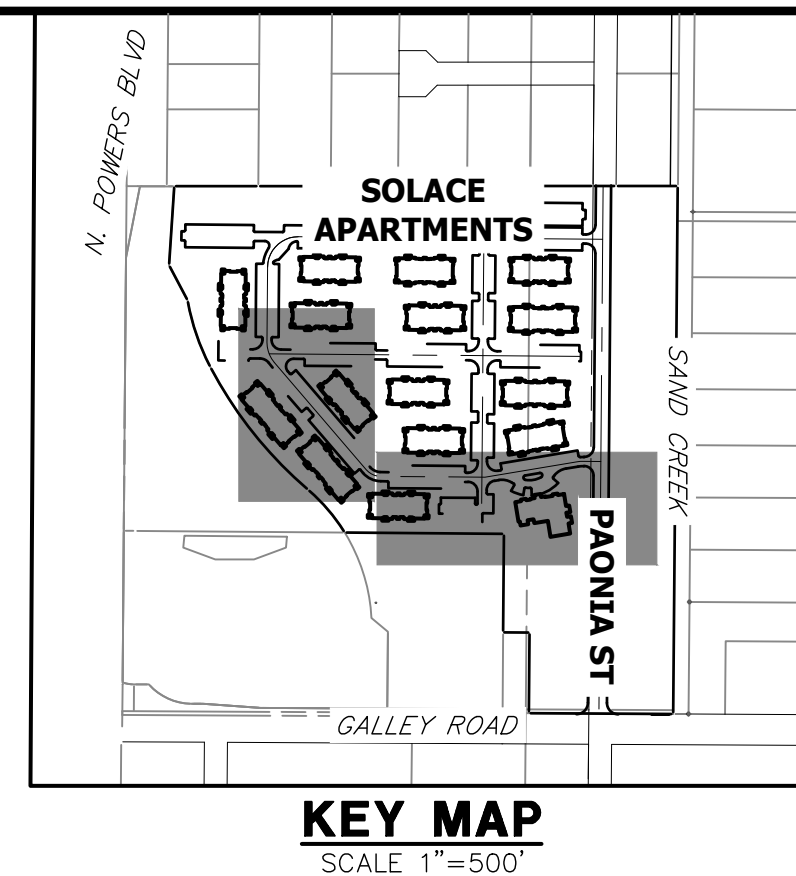 N. POWERS BLVD
SOLACE
APARTMENTS
SAND CREEK
PAONIA ST
GALLEY ROAD
KEY MAP
SCALE 1"=500'